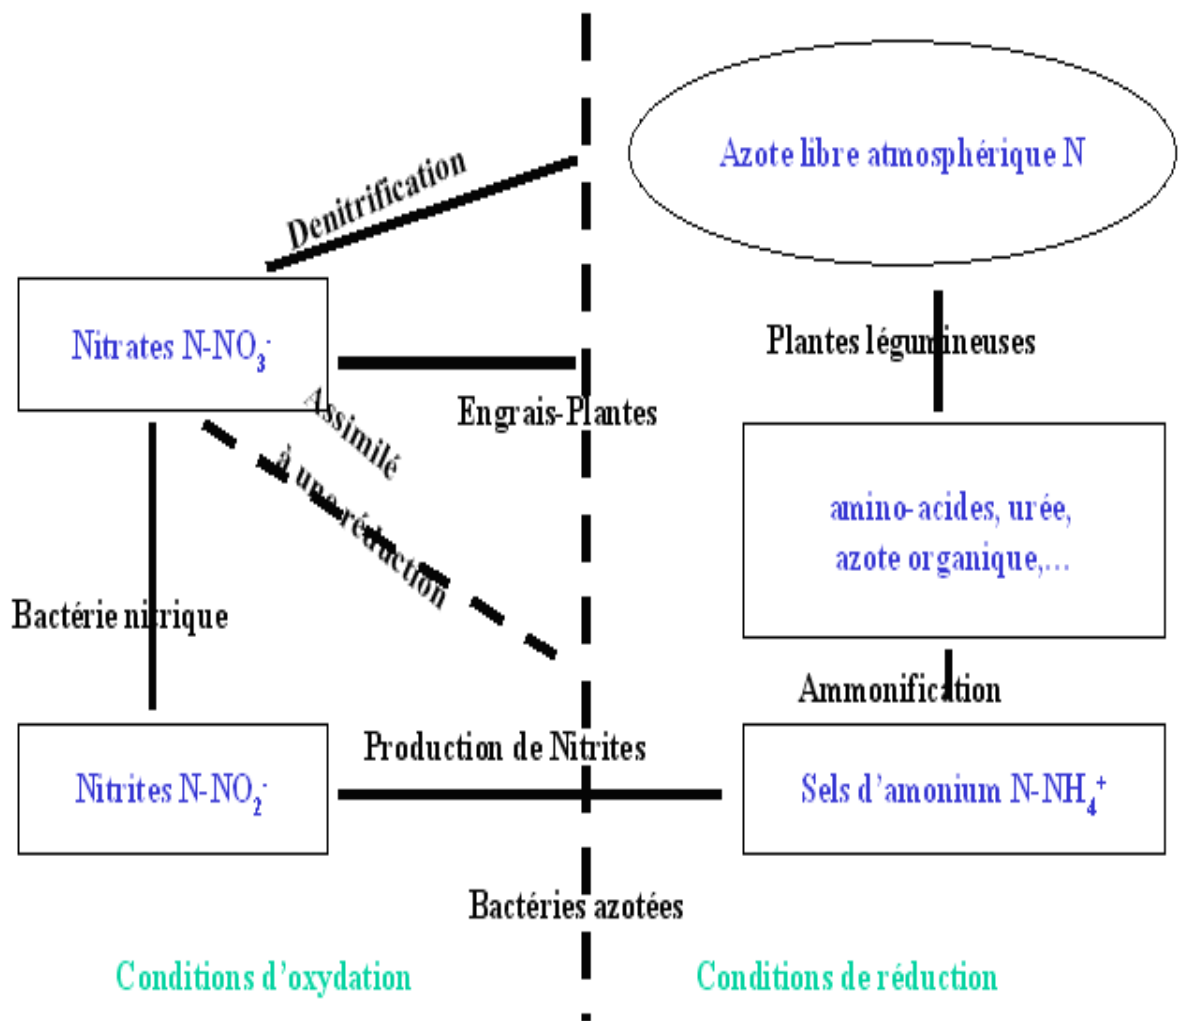 Azote libre atmosphérique N
Denitrification
Nitrates N-NO₃⁻
Plantes légumineuses
Engrais-Plantes
Assimilé
à une réduction
amino-acides, urée,
azote organique,...
Bactérie nitrique
Ammonification
Production de Nitrites
Nitrites N-NO₂⁻
Sels d'amonium N-NH₄⁺
Bactéries azotées
Conditions d'oxydation
Conditions de réduction